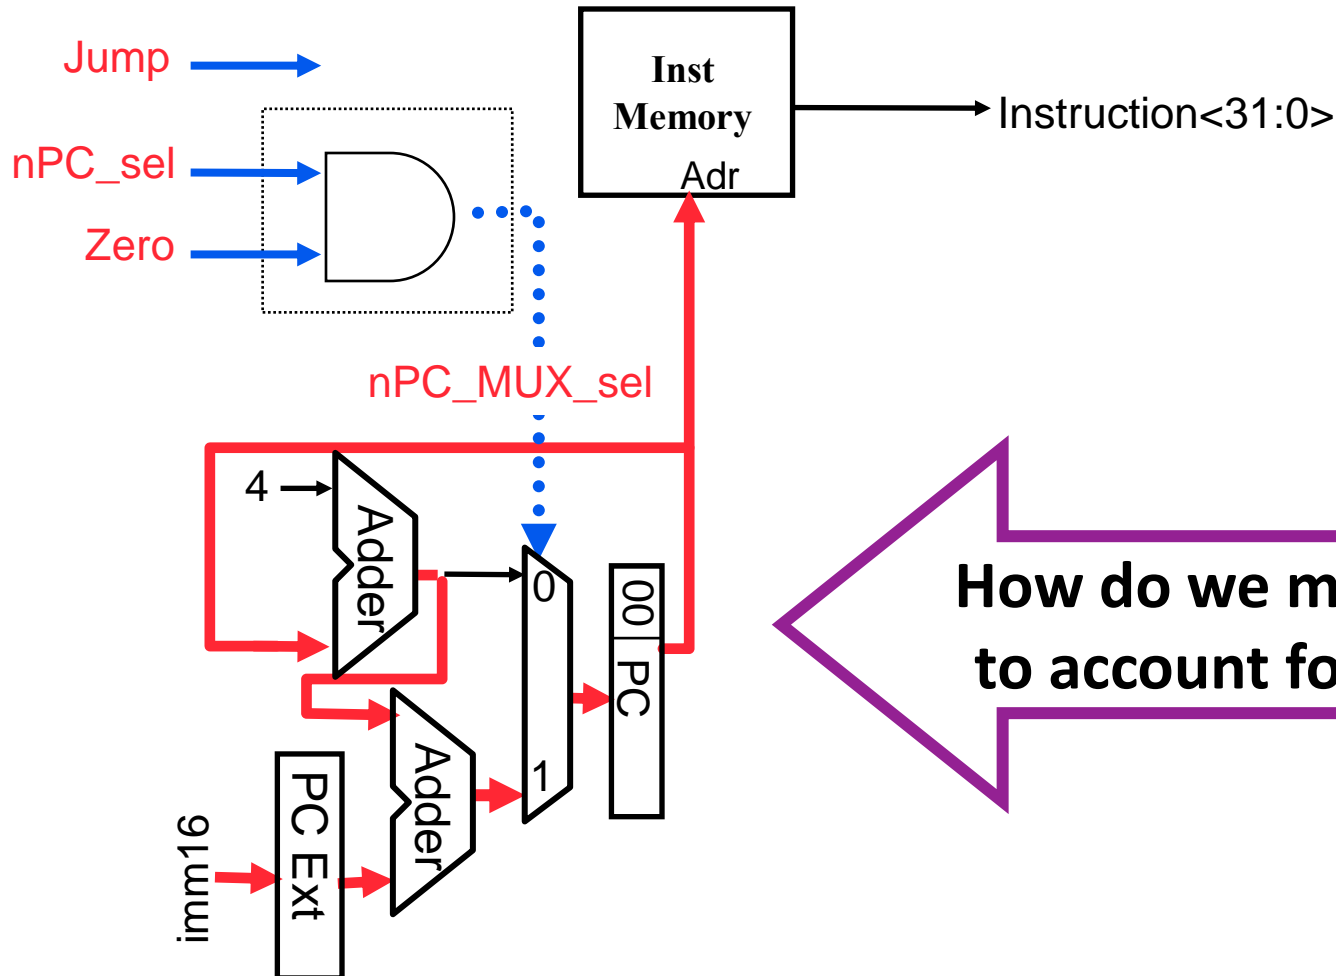 Jump
nPC_sel
Zero
Inst
Memory
Adr
Instruction<31:0>
nPC_MUX_sel
4
Adder
0
00
PC
Adder
1
PC Ext
imm16
How do we m
to account fo